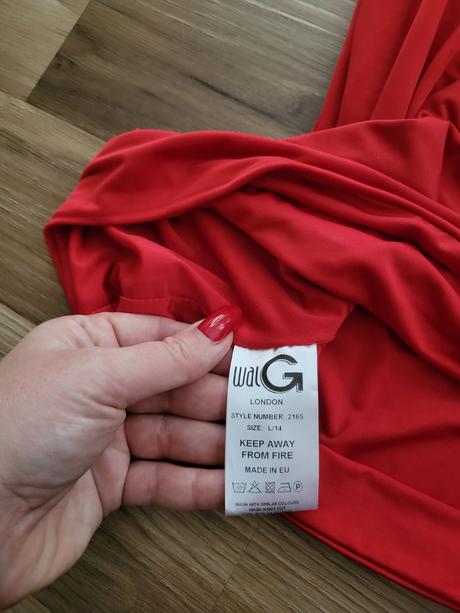 walG
LONDON
STYLE NUMBER: 2165
SIZE: L/14
KEEP AWAY
FROM FIRE
MADE IN EU
P
WASH WITH SIMILAR COLOURS
WASH INSIDE OUT